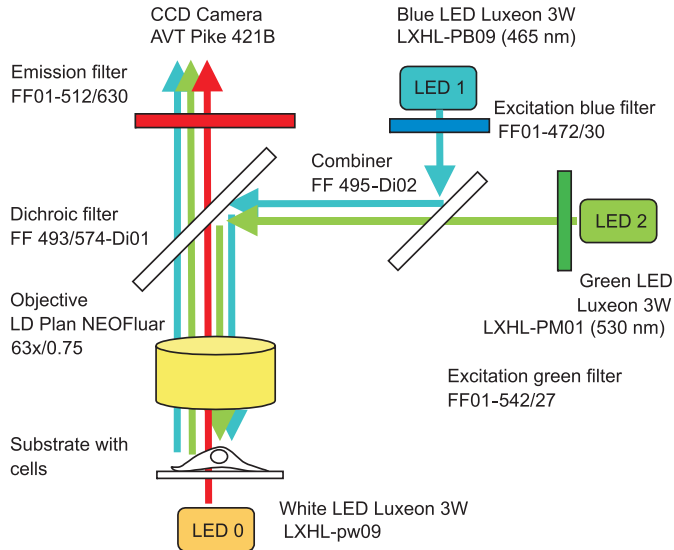 CCD Camera
AVT Pike 421B
Blue LED Luxeon 3W
LXHL-PB09 (465 nm)
Emission filter
FF01-512/630
LED 1
Excitation blue filter
FF01-472/30
Combiner
FF 495-Di02
Dichroic filter
FF 493/574-Di01
LED 2
Green LED
Luxeon 3W
LXHL-PM01 (530 nm)
Objective
LD Plan NEOFluar
63x/0.75
Excitation green filter
FF01-542/27
Substrate with
cells
White LED Luxeon 3W
LXHL-pw09
LED 0